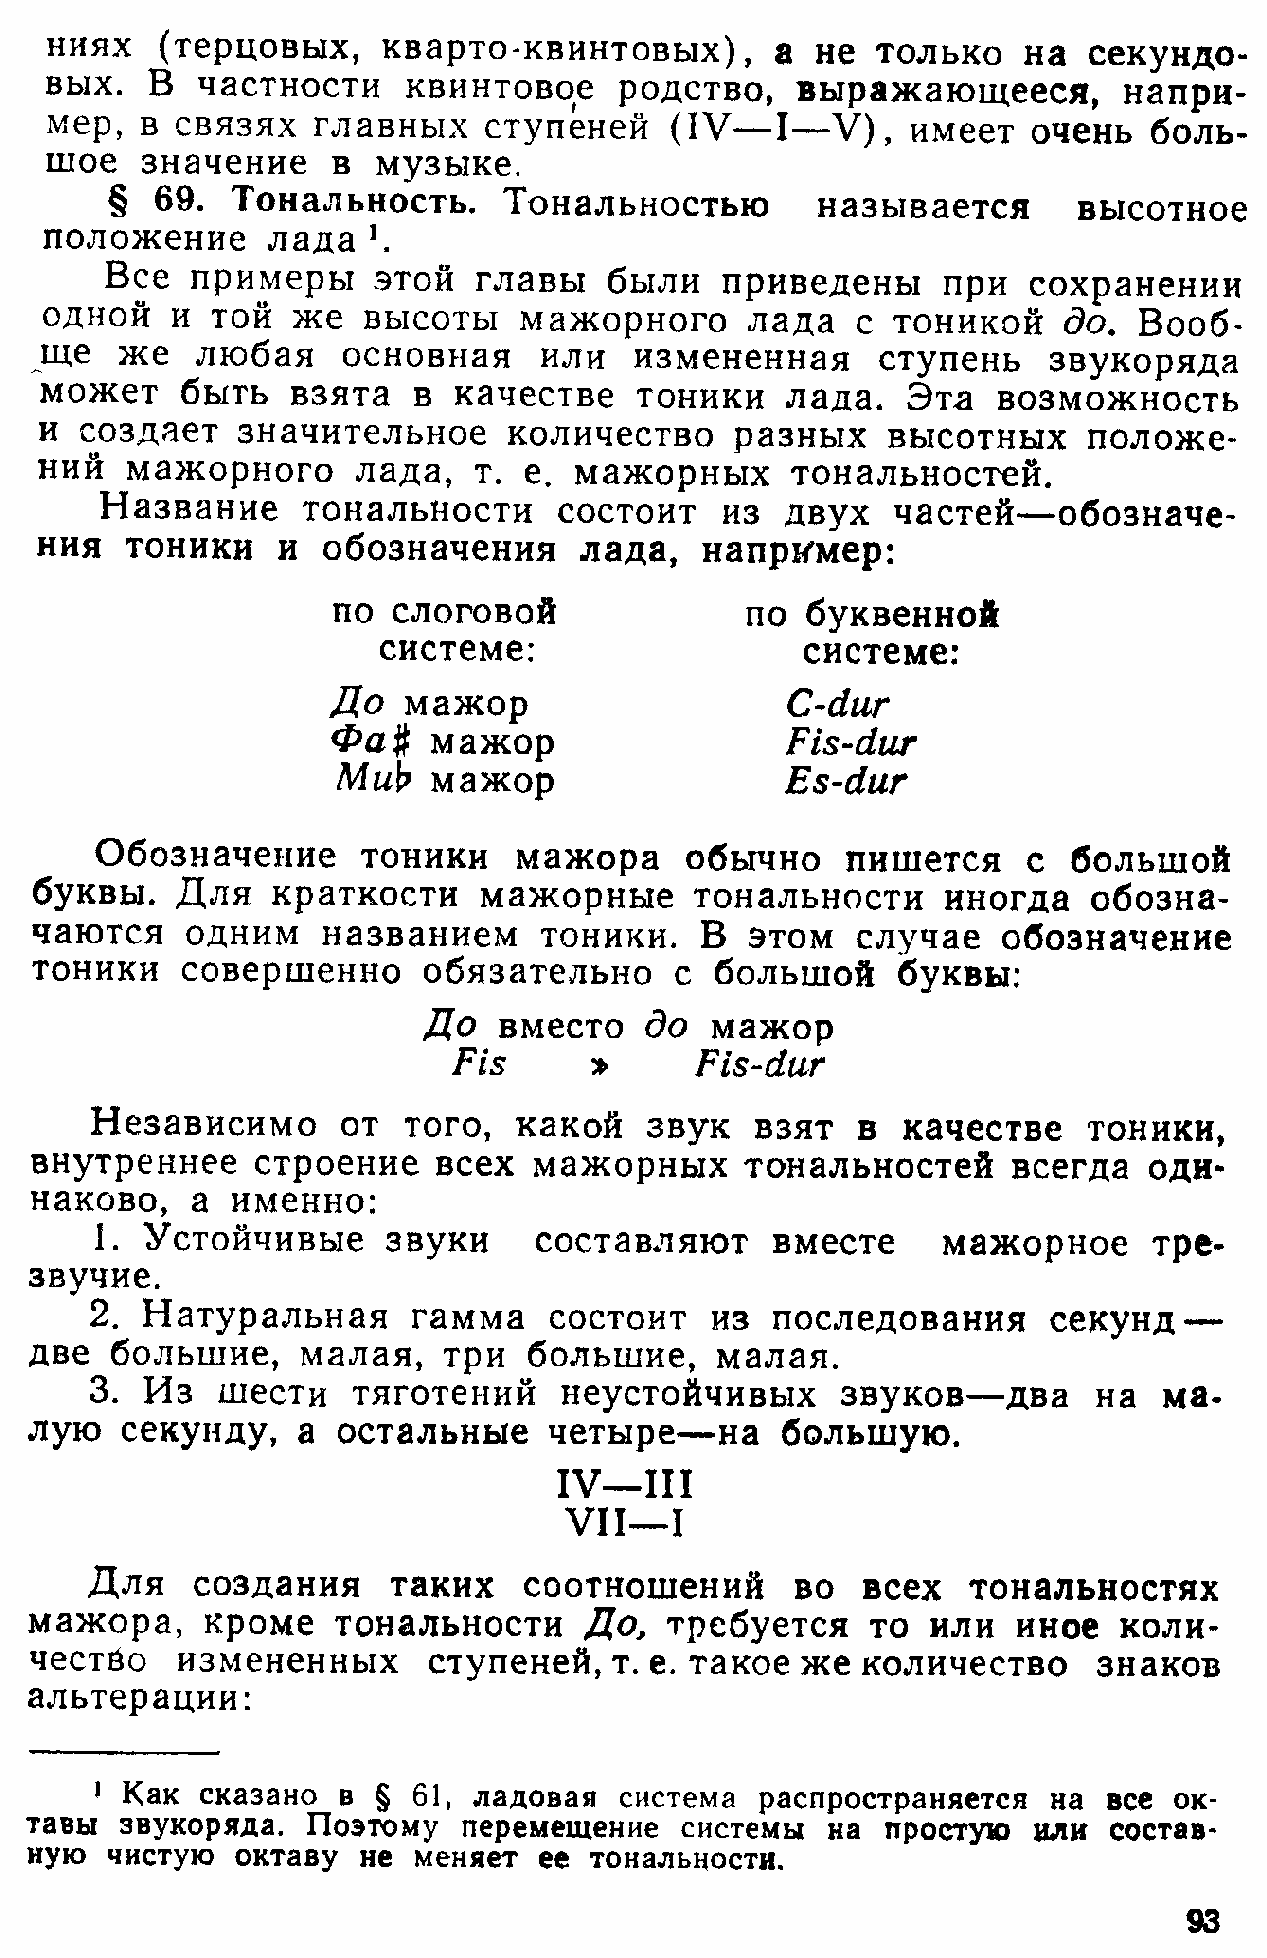 ниях (терцовых, кварто-квинтовых), а не только на секундо-
вых. В частности квинтовое родство, выражающееся, напри-
мер, в связях главных ступеней (IV—I—V), имеет очень боль-
шое значение в музыке.
§ 69. Тональность. Тональностью называется высотное
положение лада ¹.
Все примеры этой главы были приведены при сохранении
одной и той же высоты мажорного лада с тоникой до. Вооб-
ще же любая основная или измененная ступень звукоряда
может быть взята в качестве тоники лада. Эта возможность
и создает значительное количество разных высотных положе-
ний мажорного лада, т. е. мажорных тональностей.
Название тональности состоит из двух частей—обозначе-
ния тоники и обозначения лада, например:
по слоговой по буквенной
системе: системе:
До мажор C-dur
Фа♯ мажор Fis-dur
Ми♭ мажор Es-dur
Обозначение тоники мажора обычно пишется с большой
буквы. Для краткости мажорные тональности иногда обозна-
чаются одним названием тоники. В этом случае обозначение
тоники совершенно обязательно с большой буквы:
До вместо до мажор
Fis » Fis-dur
Независимо от того, какой звук взят в качестве тоники,
внутреннее строение всех мажорных тональностей всегда оди-
наково, а именно:
1. Устойчивые звуки составляют вместе мажорное тре-
звучие.
2. Натуральная гамма состоит из последования секунд—
две большие, малая, три большие, малая.
3. Из шести тяготений неустойчивых звуков—два на ма-
лую секунду, а остальные четыре—на большую.
IV—III
VII—I
Для создания таких соотношений во всех тональностях
мажора, кроме тональности До, требуется то или иное коли-
чество измененных ступеней, т. е. такое же количество знаков
альтерации:
¹ Как сказано в § 61, ладовая система распространяется на все ок-
тавы звукоряда. Поэтому перемещение системы на простую или состав-
ную чистую октаву не меняет ее тональности.
93